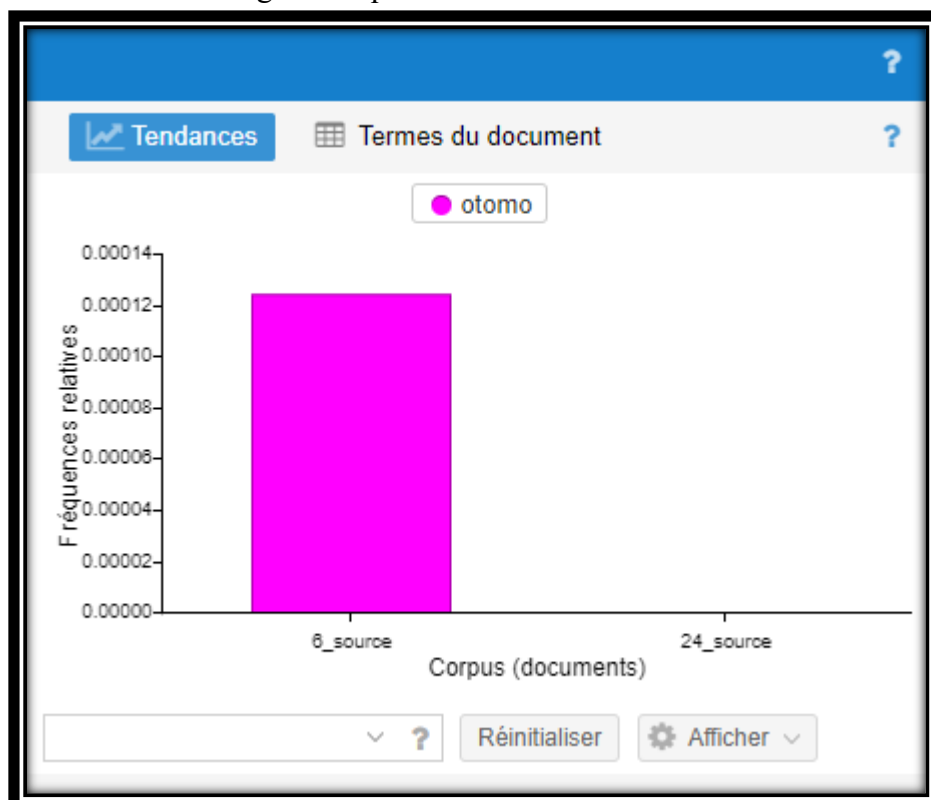 ?
Tendances Termes du document ?
otomo
0.00014
0.00012
0.00010
0.00008
0.00006
0.00004
0.00002
0.00000
Fréquences relatives
6_source 24_source
Corpus (documents)
? Réinitialiser Afficher